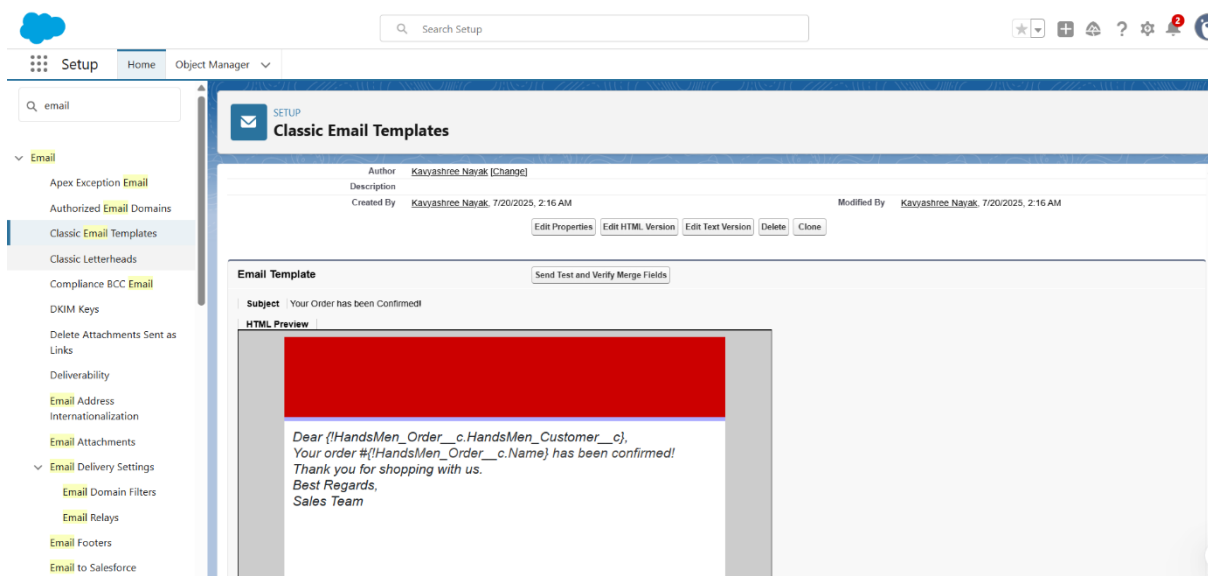 Search Setup
2
Setup
Home
Object Manager
email
Email
Apex Exception Email
Authorized Email Domains
Classic Email Templates
Classic Letterheads
Compliance BCC Email
DKIM Keys
Delete Attachments Sent as
Links
Deliverability
Email Address
Internationalization
Email Attachments
Email Delivery Settings
Email Domain Filters
Email Relays
Email Footers
Email to Salesforce
SETUP
Classic Email Templates
Author Kavyashree Nayak [Change]
Description
Created By Kavyashree Nayak, 7/20/2025, 2:16 AM Modified By Kavyashree Nayak, 7/20/2025, 2:16 AM
Edit Properties Edit HTML Version Edit Text Version Delete Clone
Email Template Send Test and Verify Merge Fields
Subject Your Order has been Confirmed!
HTML Preview
Dear {!HandsMen_Order__c.HandsMen_Customer__c},
Your order #{!HandsMen_Order__c.Name} has been confirmed!
Thank you for shopping with us.
Best Regards,
Sales Team